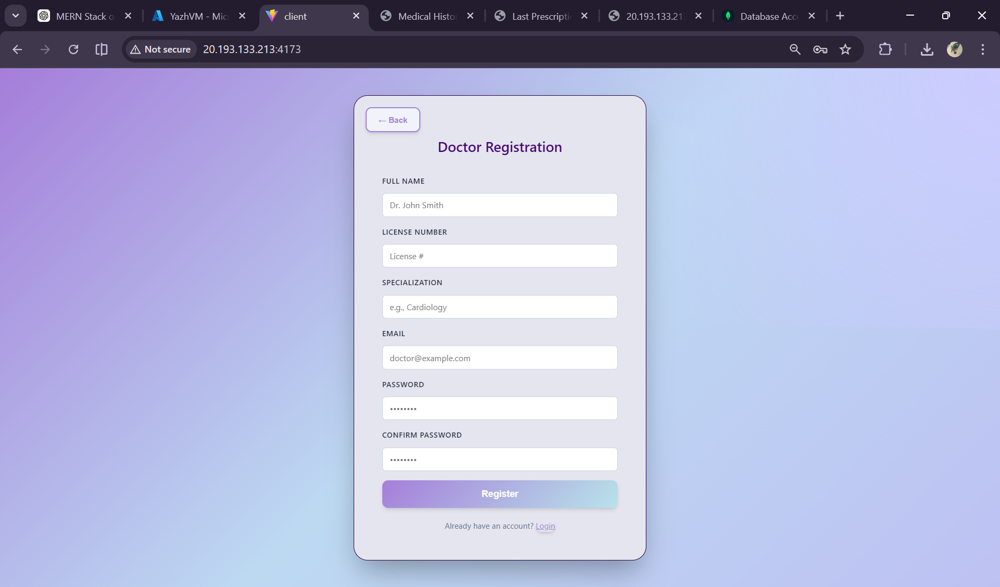 MERN Stack o
YazhVM - Mic
client
Medical Histor
Last Prescripti
20.193.133.21
Database Acc
Not secure
20.193.133.213:4173
← Back
Doctor Registration
FULL NAME
Dr. John Smith
LICENSE NUMBER
License #
SPECIALIZATION
e.g., Cardiology
EMAIL
doctor@example.com
PASSWORD
••••••••
CONFIRM PASSWORD
••••••••
Register
Already have an account? Login